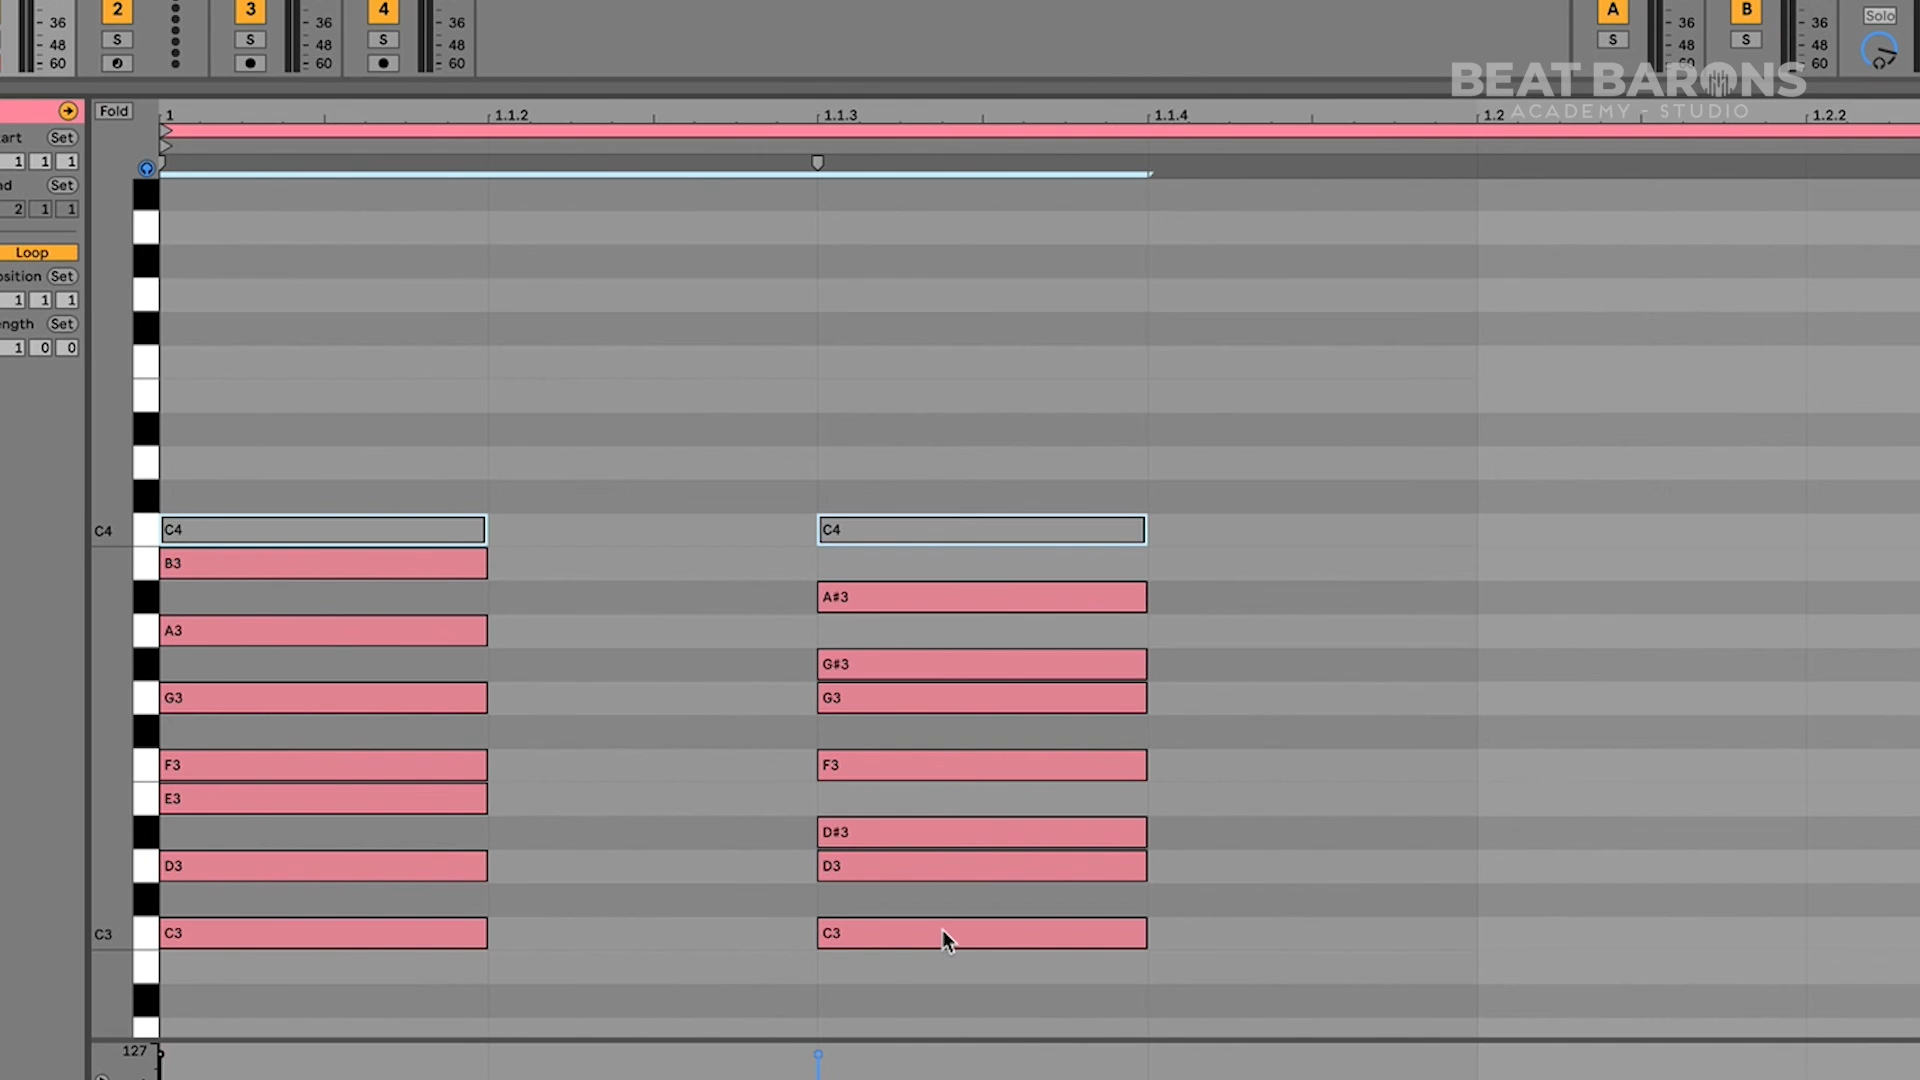 2 36 3 36 4 36 A 36 B 36 Solo
S 48 S 48 S 48 S 48 S 48
60 60 60 60 60
BEAT BARONS
ACADEMY - STUDIO
Fold 1 1.1.2 1.1.3 1.1.4 1.2 1.2.2
tart Set
1 1 1
nd Set
2 1 1
Loop
osition Set
1 1 1
ength Set
1 0 0
C4 C4 C4
B3
A#3
A3
G#3
G3 G3
F3 F3
E3
D#3
D3 D3
C3 C3 C3
127